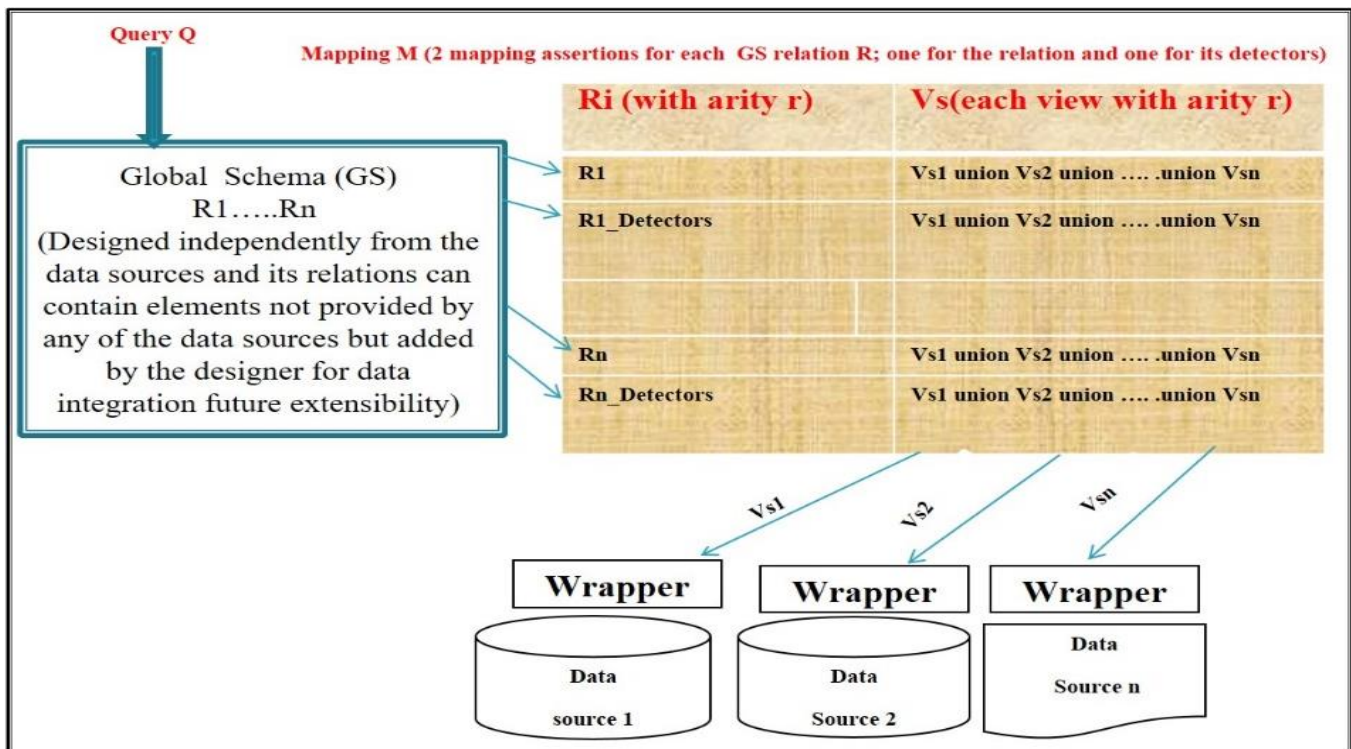 Query Q
Mapping M (2 mapping assertions for each GS relation R; one for the relation and one for its detectors)
Ri (with arity r)
Vs(each view with arity r)
Global Schema (GS)
R1…..Rn
(Designed independently from the
data sources and its relations can
contain elements not provided by
any of the data sources but added
by the designer for data
integration future extensibility)
R1
Vs1 union Vs2 union …. .union Vsn
R1_Detectors
Vs1 union Vs2 union …. .union Vsn
Rn
Vs1 union Vs2 union …. .union Vsn
Rn_Detectors
Vs1 union Vs2 union …. .union Vsn
Vs1
Vs2
Vsn
Wrapper
Wrapper
Wrapper
Data
source 1
Data
Source 2
Data
Source n